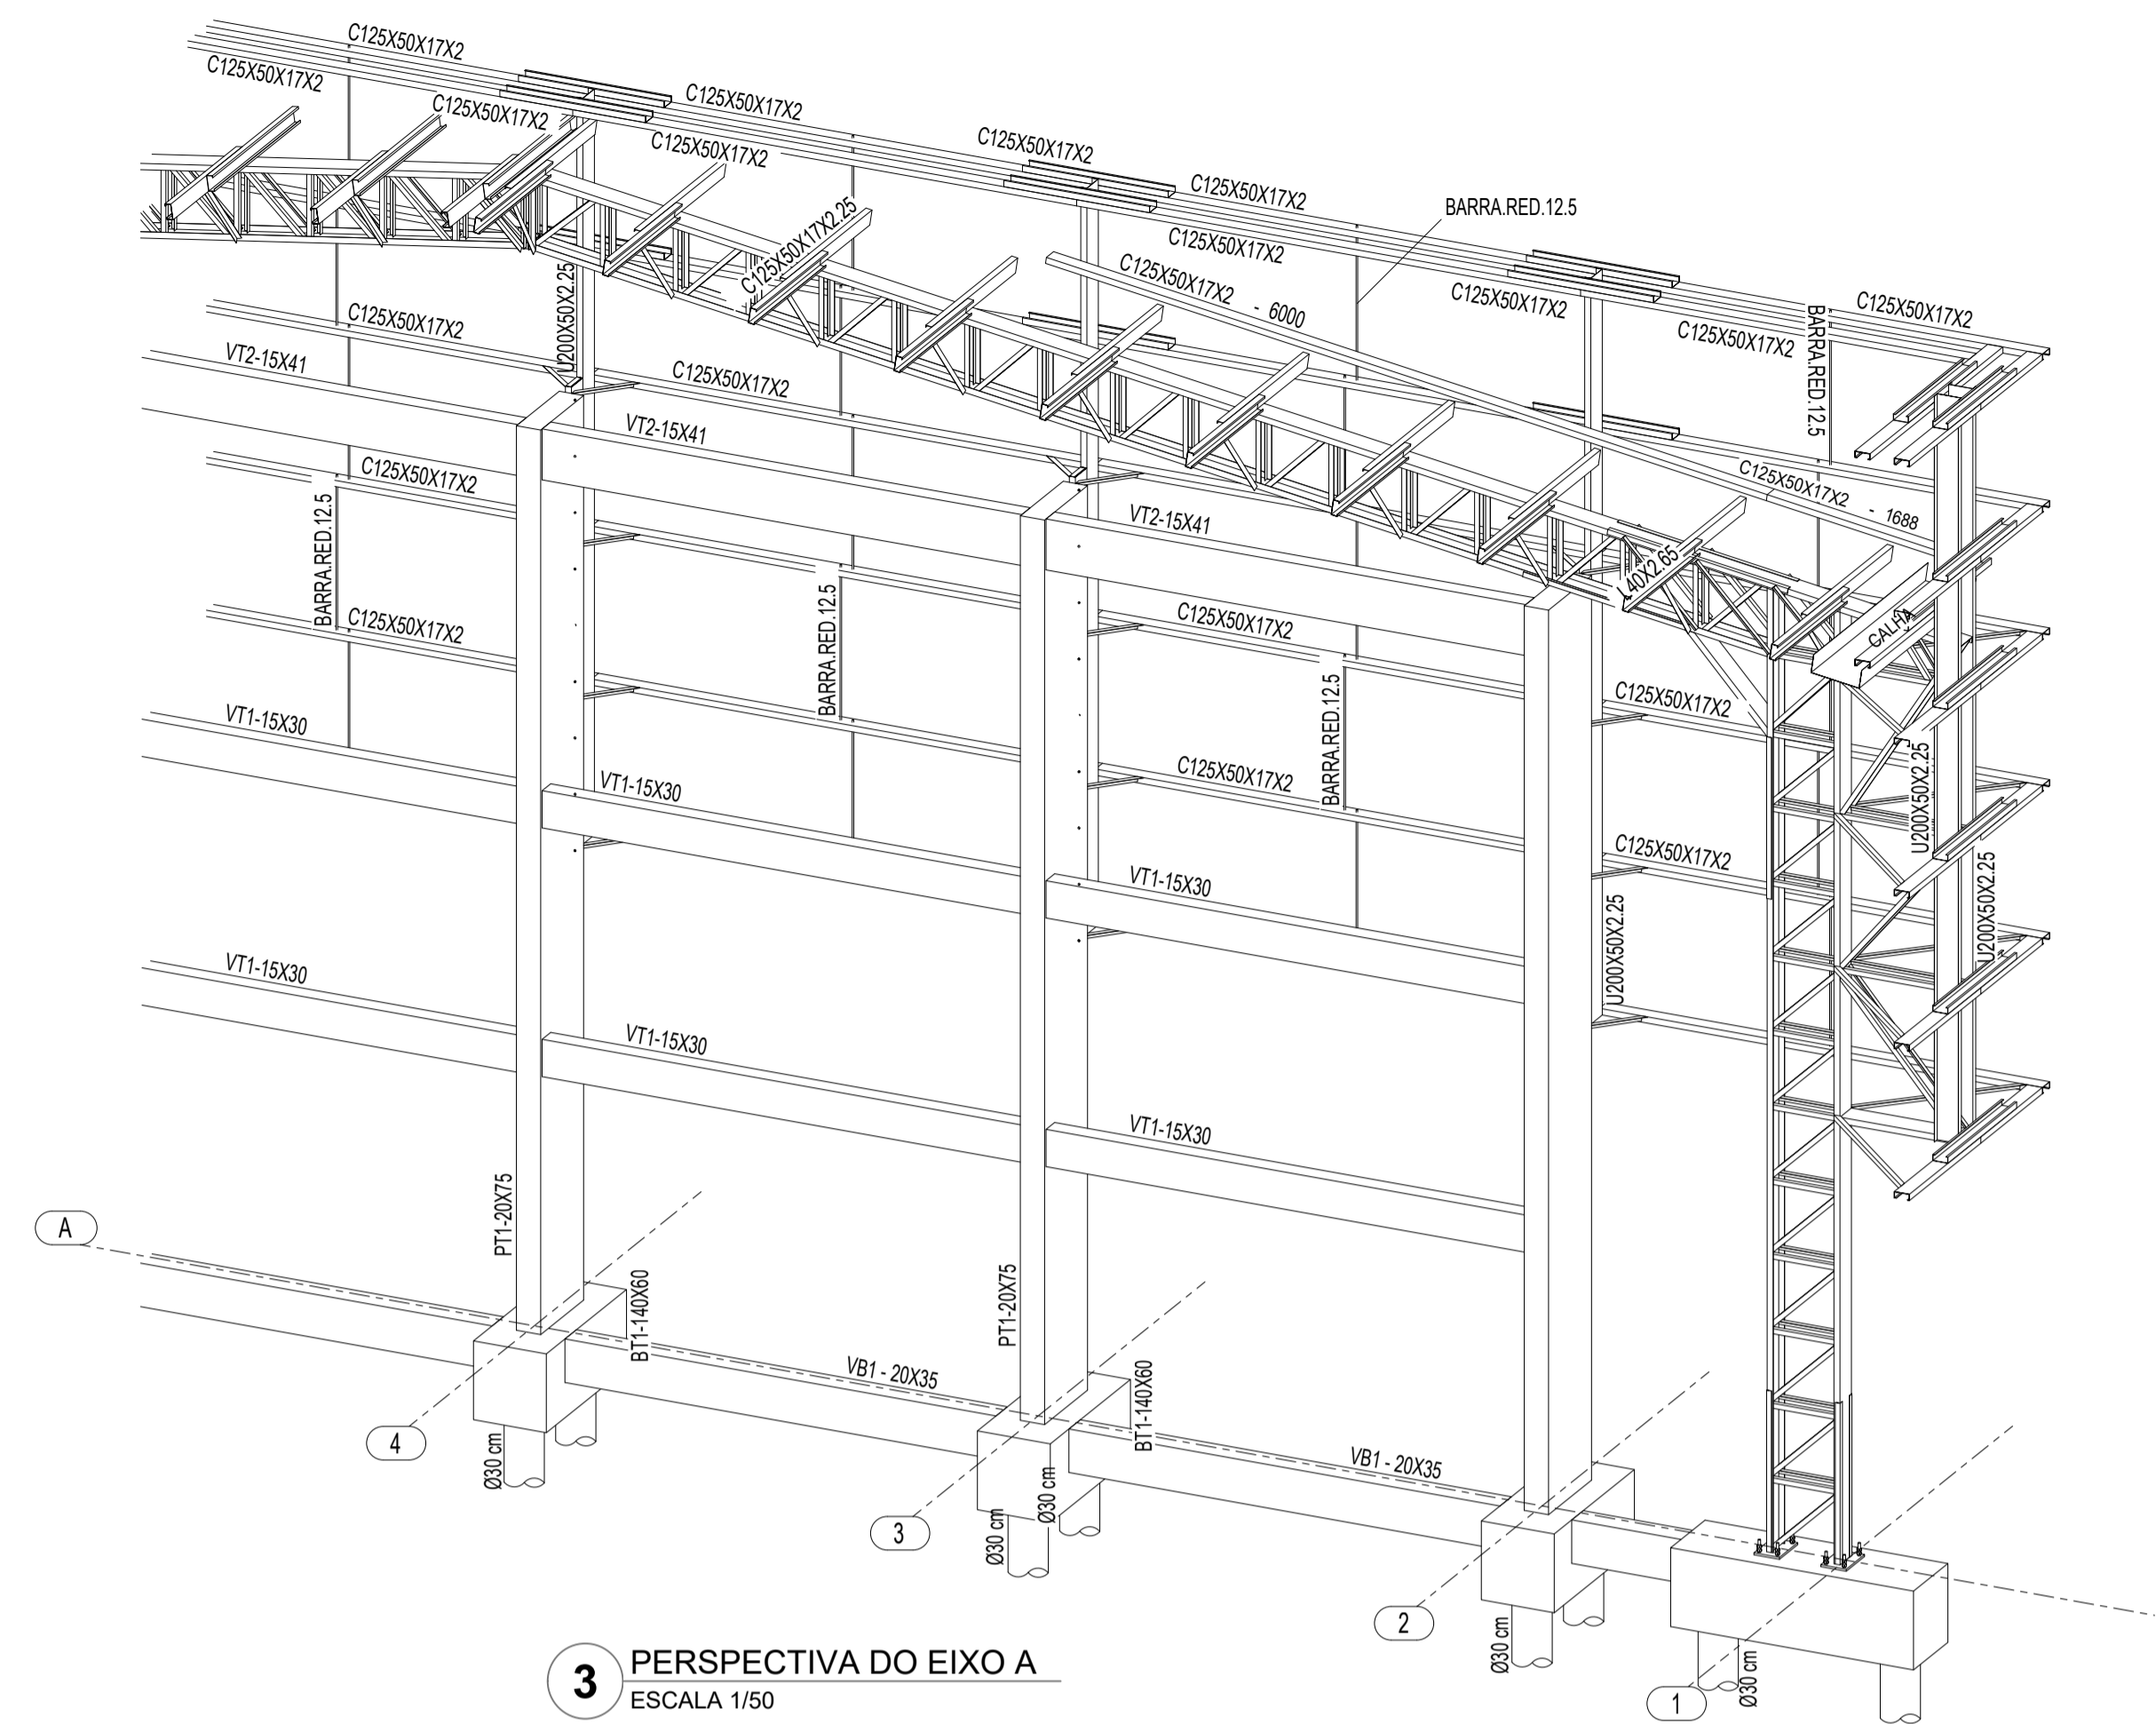 C125X50X17X2
C125X50X17X2
C125X50X17X2
C125X50X17X2
C125X50X17X2
C125X50X17X2
C125X50X17X2
BARRA.RED.12.5
C125X50X17X2
C125X50X17X2.25
C125X50X17X2 - 6000
C125X50X17X2
C125X50X17X2
C125X50X17X2
BARRA.RED.12.5
U200X50X2.25
C125X50X17X2
VT2-15X41
C125X50X17X2
VT2-15X41
C125X50X17X2
BARRA.RED.12.5
C125X50X17X2 - 1688
VT2-15X41
L40X2.65
CALHA
BARRA.RED.12.5
C125X50X17X2
C125X50X17X2
BARRA.RED.12.5
C125X50X17X2
U200X50X2.25
VT1-15X30
VT1-15X30
C125X50X17X2
C125X50X17X2
U200X50X2.25
VT1-15X30
U200X50X2.25
VT1-15X30
VT1-15X30
VT1-15X30
PT1-20X75
A
PT1-20X75
BT1-140X60
VB1 - 20X35
BT1-140X60
4
Ø30 cm
VB1 - 20X35
Ø30 cm
3
Ø30 cm
2
Ø30 cm
Ø30 cm
1
3
PERSPECTIVA DO EIXO A
ESCALA 1/50